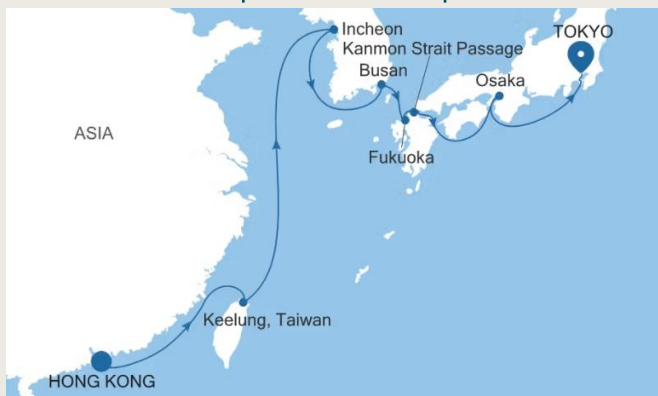 Incheon
Kanmon Strait Passage
TOKYO
Busan
Osaka
ASIA
Fukuoka
Keelung, Taiwan
HONG KONG